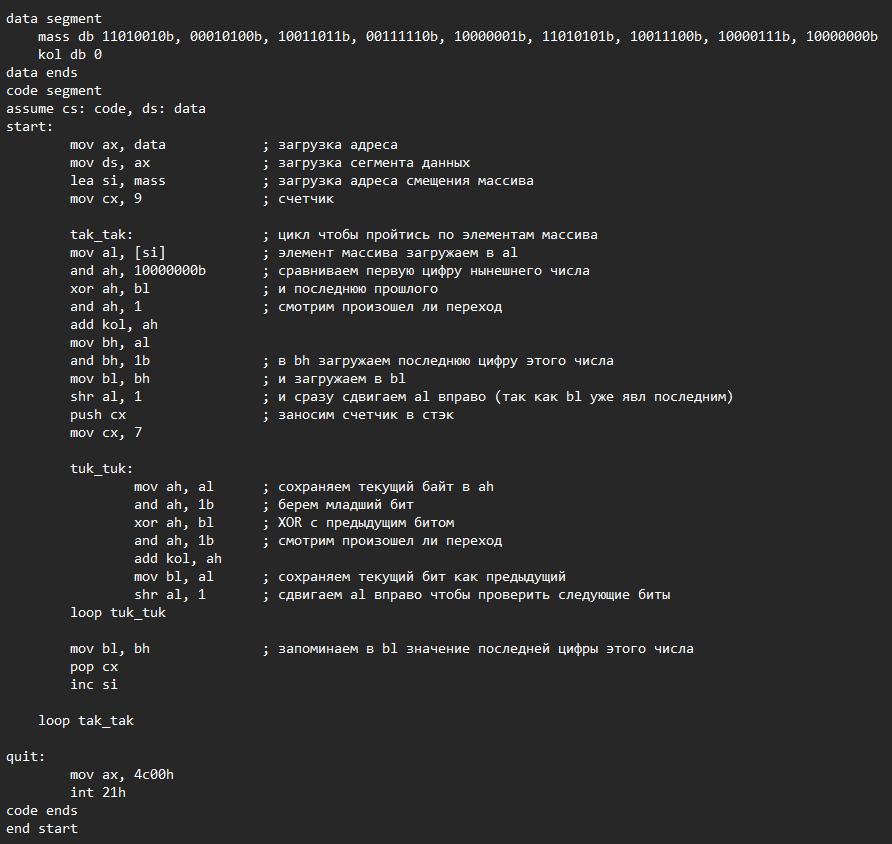 data segment
    mass db 11010010b, 00010100b, 10011011b, 00111110b, 10000001b, 11010101b, 10011100b, 10000111b, 10000000b
    kol db 0
data ends
code segment
assume cs: code, ds: data
start:
        mov ax, data            ; загрузка адреса
        mov ds, ax              ; загрузка сегмента данных
        lea si, mass            ; загрузка адреса смещения массива
        mov cx, 9               ; счетчик

        tak_tak:                ; цикл чтобы пройтись по элементам массива
        mov al, [si]            ; элемент массива загружаем в al
        and ah, 10000000b       ; сравниваем первую цифру нынешнего числа
        xor ah, bl              ; и последнюю прошлого
        and ah, 1               ; смотрим произошел ли переход
        add kol, ah
        mov bh, al
        and bh, 1b              ; в bh загружаем последнюю цифру этого числа
        mov bl, bh              ; и загружаем в bl
        shr al, 1               ; и сразу сдвигаем al вправо (так как bl уже явл последним)
        push cx                 ; заносим счетчик в стэк
        mov cx, 7

        tuk_tuk:
                mov ah, al      ; сохраняем текущий байт в ah
                and ah, 1b      ; берем младший бит
                xor ah, bl      ; XOR с предыдущим битом
                and ah, 1b      ; смотрим произошел ли переход
                add kol, ah
                mov bl, al      ; сохраняем текущий бит как предыдущий
                shr al, 1       ; сдвигаем al вправо чтобы проверить следующие биты
        loop tuk_tuk

        mov bl, bh              ; запоминаем в bl значение последней цифры этого числа
        pop cx
        inc si

    loop tak_tak

quit:
        mov ax, 4c00h
        int 21h
code ends
end start